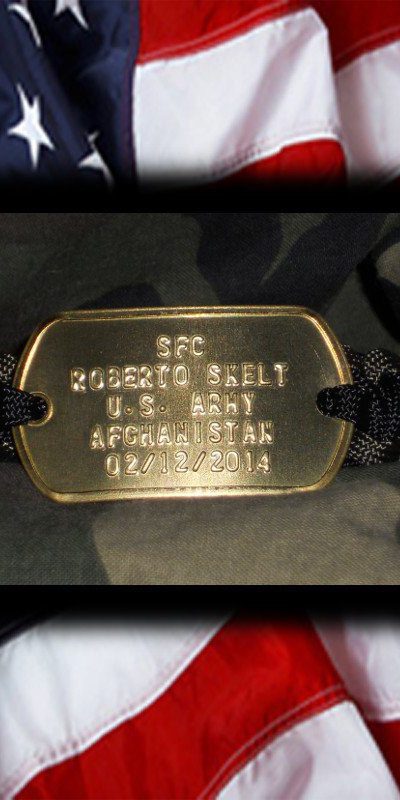 SFC
ROBERTO SKELT
U.S. ARMY
AFGHANISTAN
02/12/2014